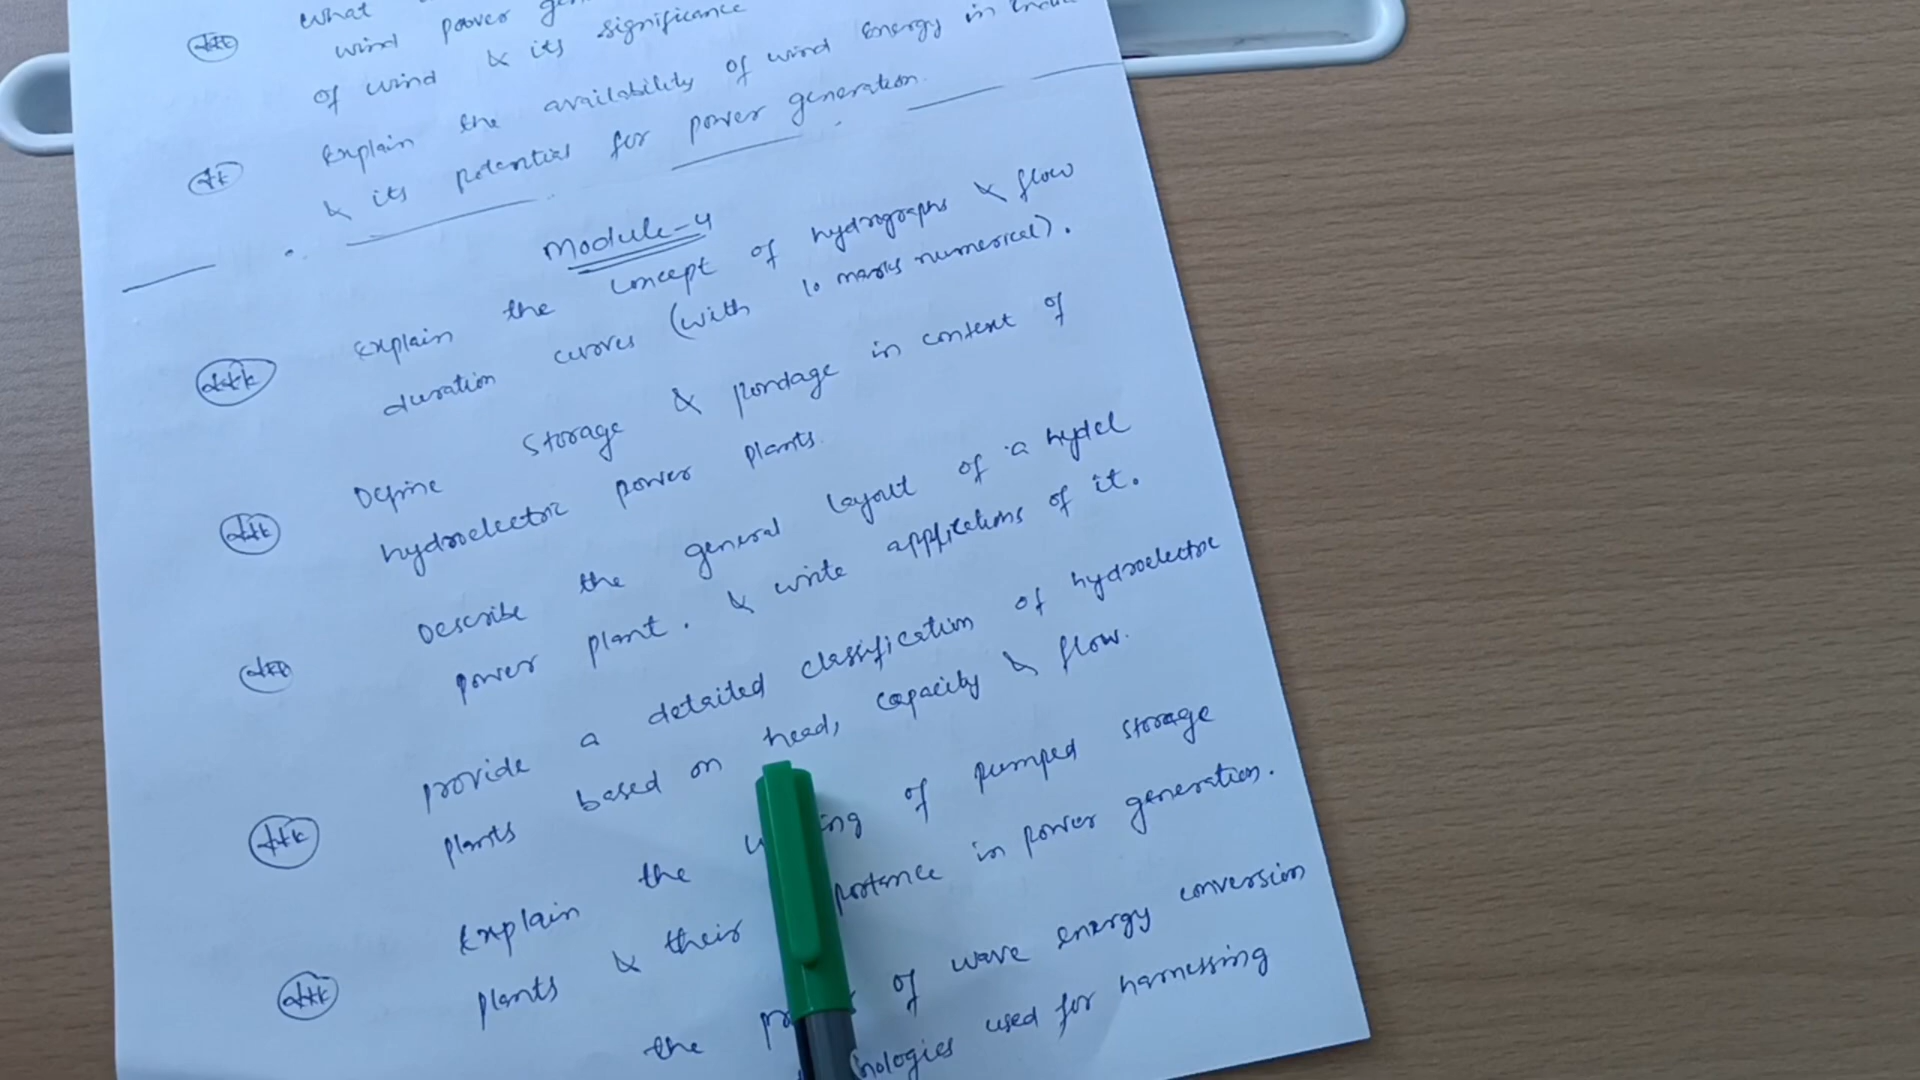 What
wind power
of wind & its significance
Explain the availability of wind Energy in
& its potential for power generation.
Module-4
Explain the concept of hydrographs & flow
duration curves (with 10 marks numerical).
Define storage & pondage in context of
hydroelectric power plants.
Describe the general layout of a hydel
power plant. & write applications of it.
provide a detailed classification of hydroelectric
plants based on head, capacity & flow.
Explain the of pumped storage
plants & their in power generation.
the of wave energy conversion
used for harnessing